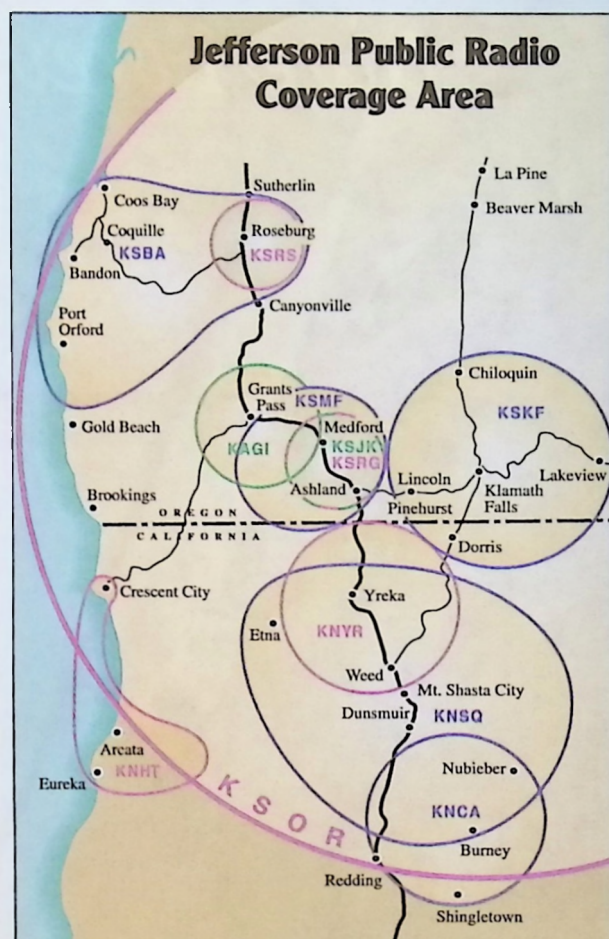 Jefferson Public Radio
Coverage Area
La Pine
Sutherlin
Coos Bay
Beaver Marsh
Coquille
KSBA
Roseburg
KSRS
Bandon
Canyonville
Port
Orford
Chiloquin
Grants
Pass
KSMF
KSKF
Gold Beach
Medford
KAGI
KSJK
KSRG
Lakeview
Lincoln
Ashland
Klamath
Falls
Pinehurst
Brookings
OREGON
CALIFORNIA
Dorris
Crescent City
Yreka
Etna
KNYR
Weed
Mt. Shasta City
Dunsmuir
KNSQ
Arcata
KNHT
Eureka
Nubieber
KSOR
KNCA
Burney
Redding
Shingletown